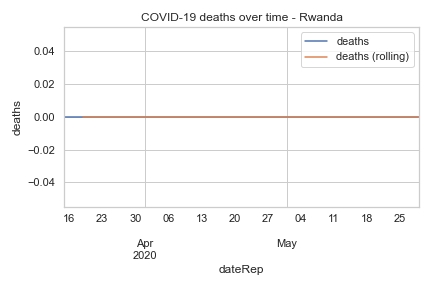 COVID-19 deaths over time - Rwanda
deaths
deaths (rolling)
0.04
0.02
0.00
−0.02
−0.04
deaths
16 23 30 06 13 20 27 04 11 18 25
Apr May
2020
dateRep